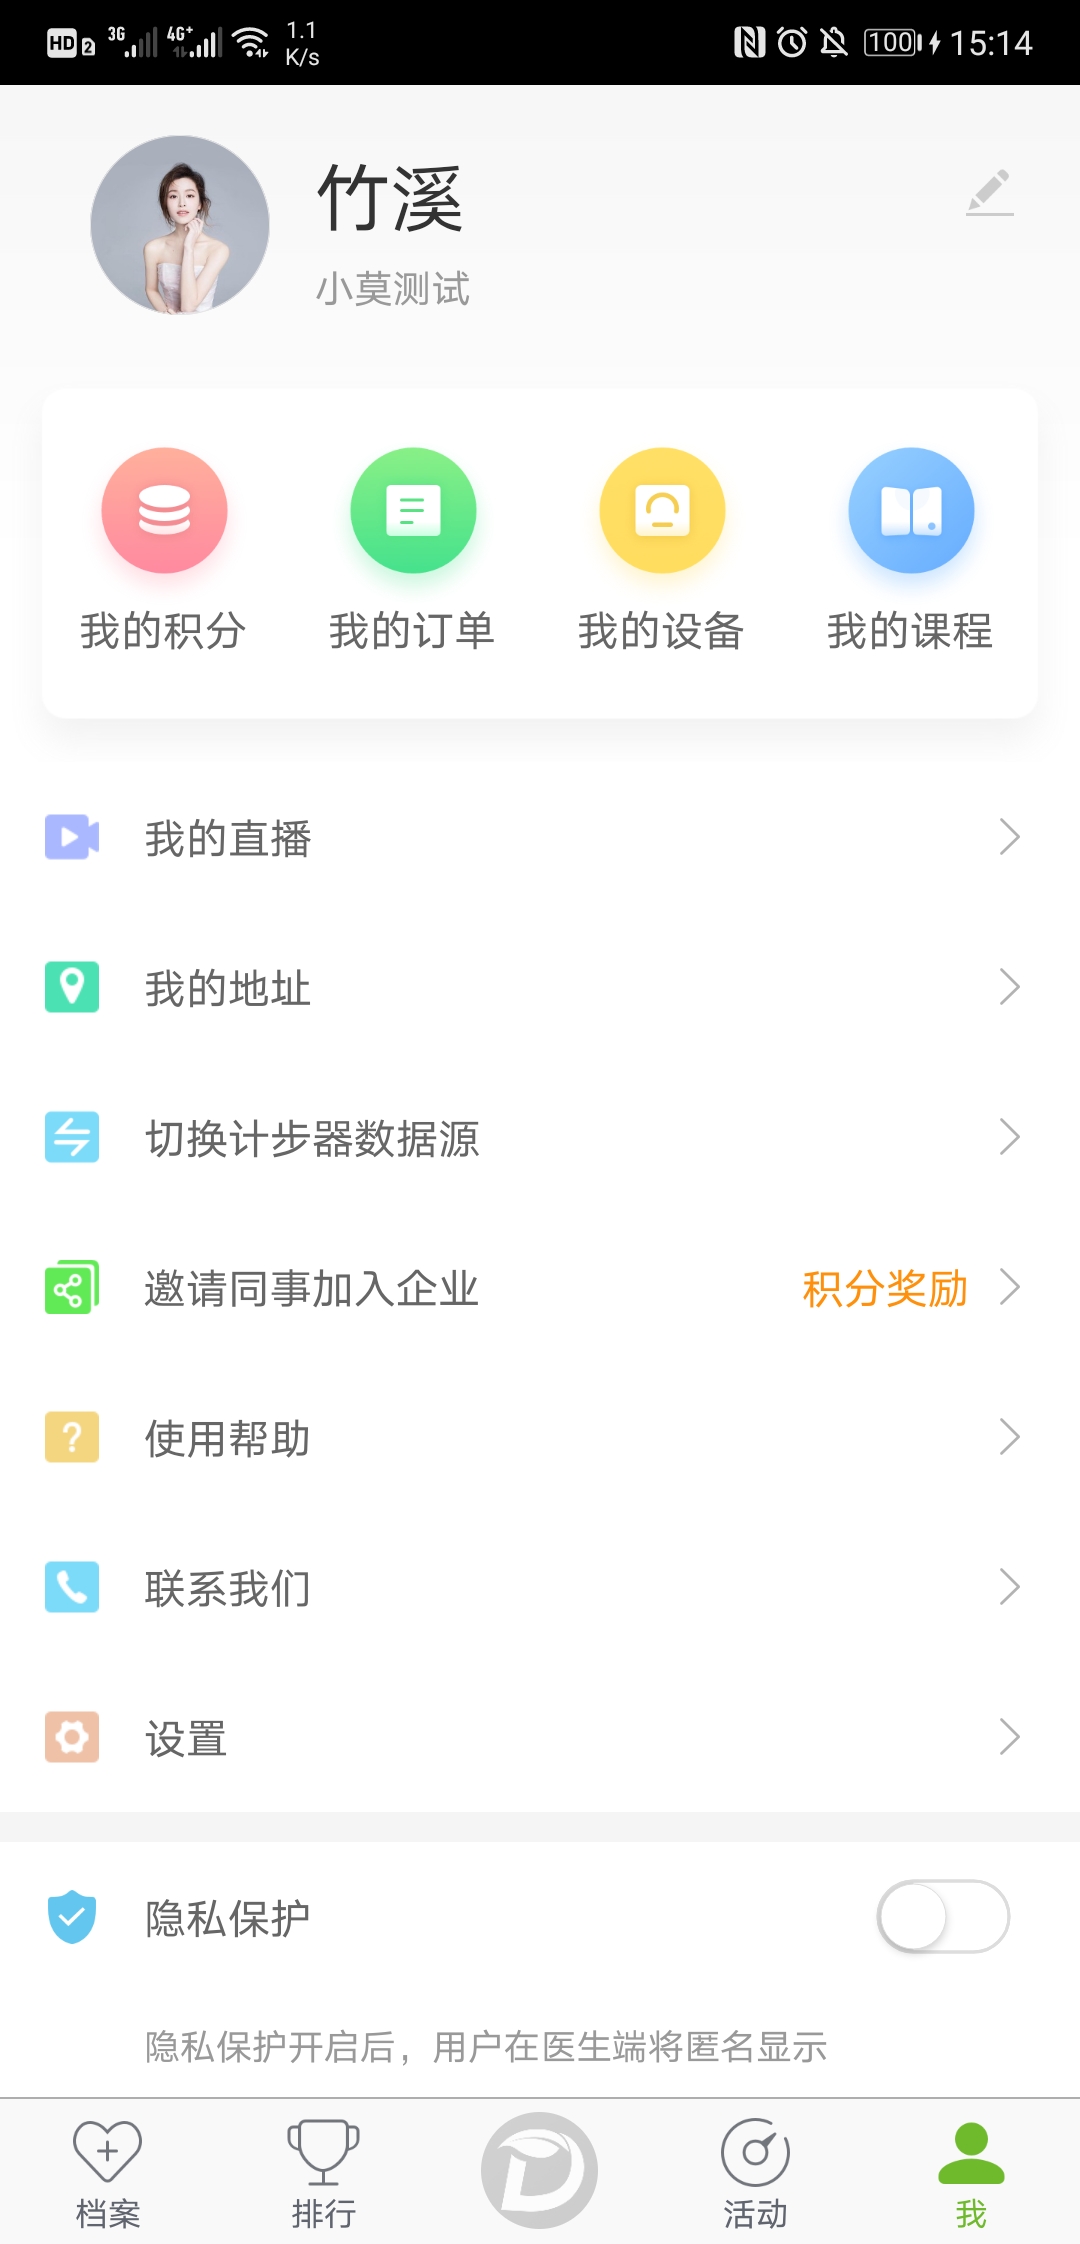 HD 2 3G 4G+ 1.1 K/s 100 15:14
竹溪
小莫测试
我的积分 我的订单 我的设备 我的课程
我的直播
我的地址
切换计步器数据源
邀请同事加入企业 积分奖励
使用帮助
联系我们
设置
隐私保护
隐私保护开启后，用户在医生端将匿名显示
档案 排行 活动 我